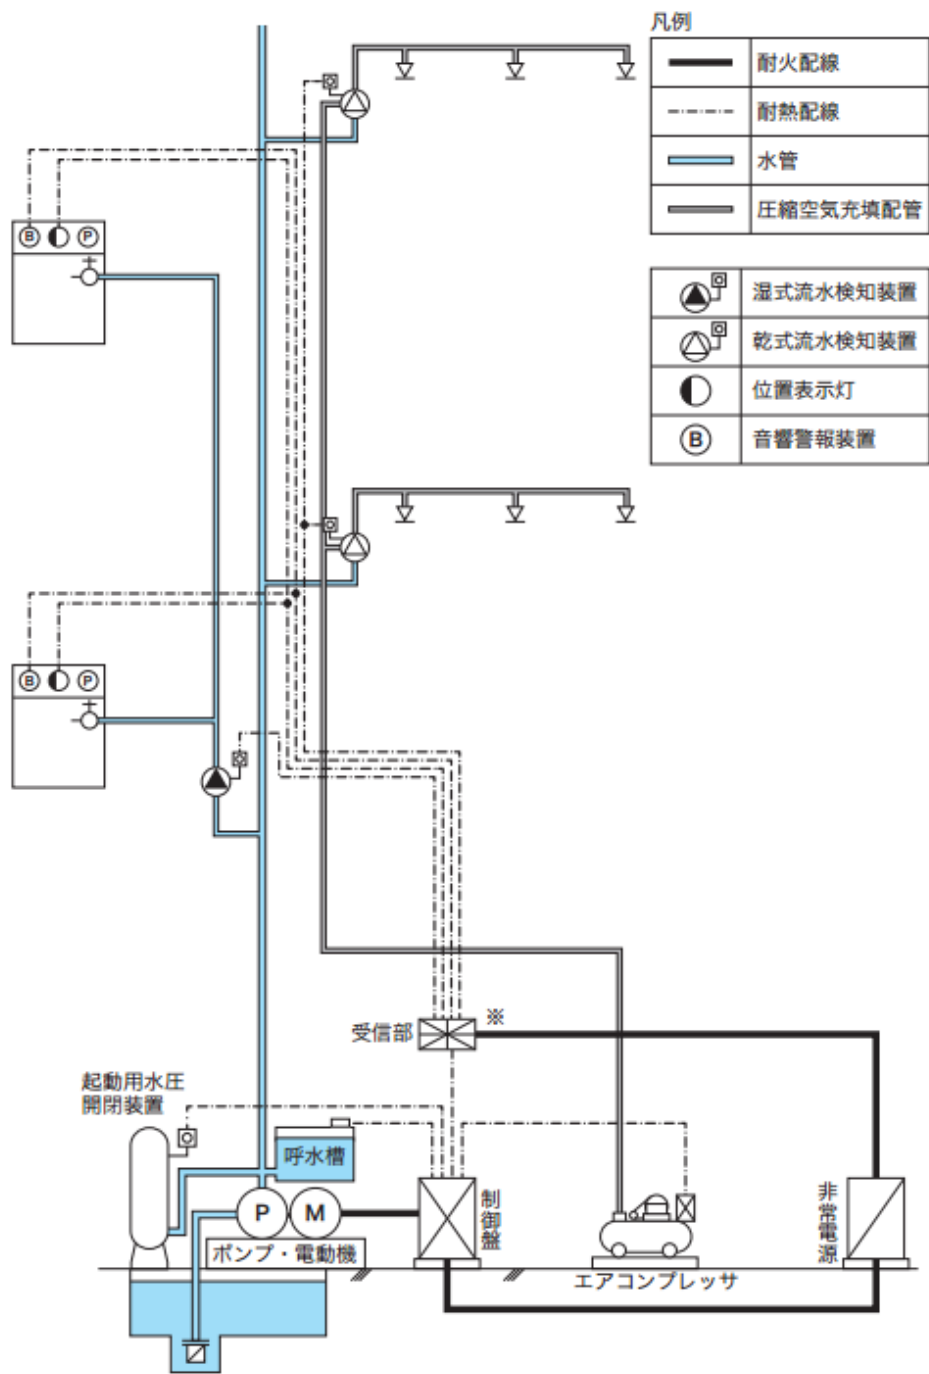 凡例
耐火配線
耐熱配線
水管
圧縮空気充填配管
湿式流水検知装置
乾式流水検知装置
位置表示灯
B
音響警報装置
B
P
B
P
受信部
※
起動用水圧
開閉装置
呼水槽
P
M
ポンプ・電動機
制御盤
エアコンプレッサ
非常電源